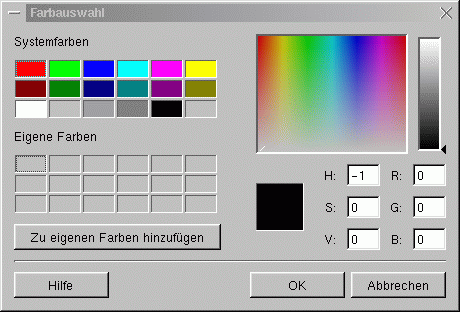 Farbauswahl
Systemfarben
Eigene Farben
Zu eigenen Farben hinzufügen
H: -1 R: 0
S: 0 G: 0
V: 0 B: 0
Hilfe OK Abbrechen